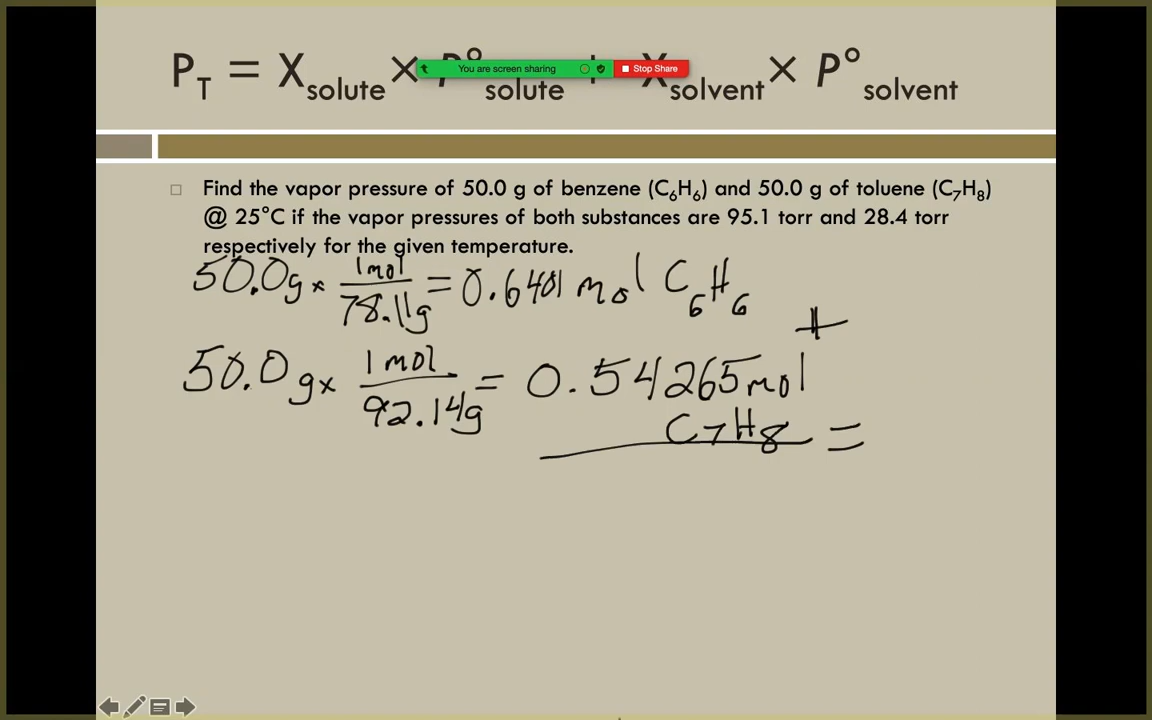 P_T = X_solute × P°_solute + X_solvent × P°_solvent
You are screen sharing Stop Share
Find the vapor pressure of 50.0 g of benzene (C₆H₆) and 50.0 g of toluene (C₇H₈)
@ 25°C if the vapor pressures of both substances are 95.1 torr and 28.4 torr
respectively for the given temperature.
50.0g × 1mol/78.11g = 0.6401 mol C₆H₆
+
50.0g × 1mol/92.14g = 0.54265mol
C₇H₈ =